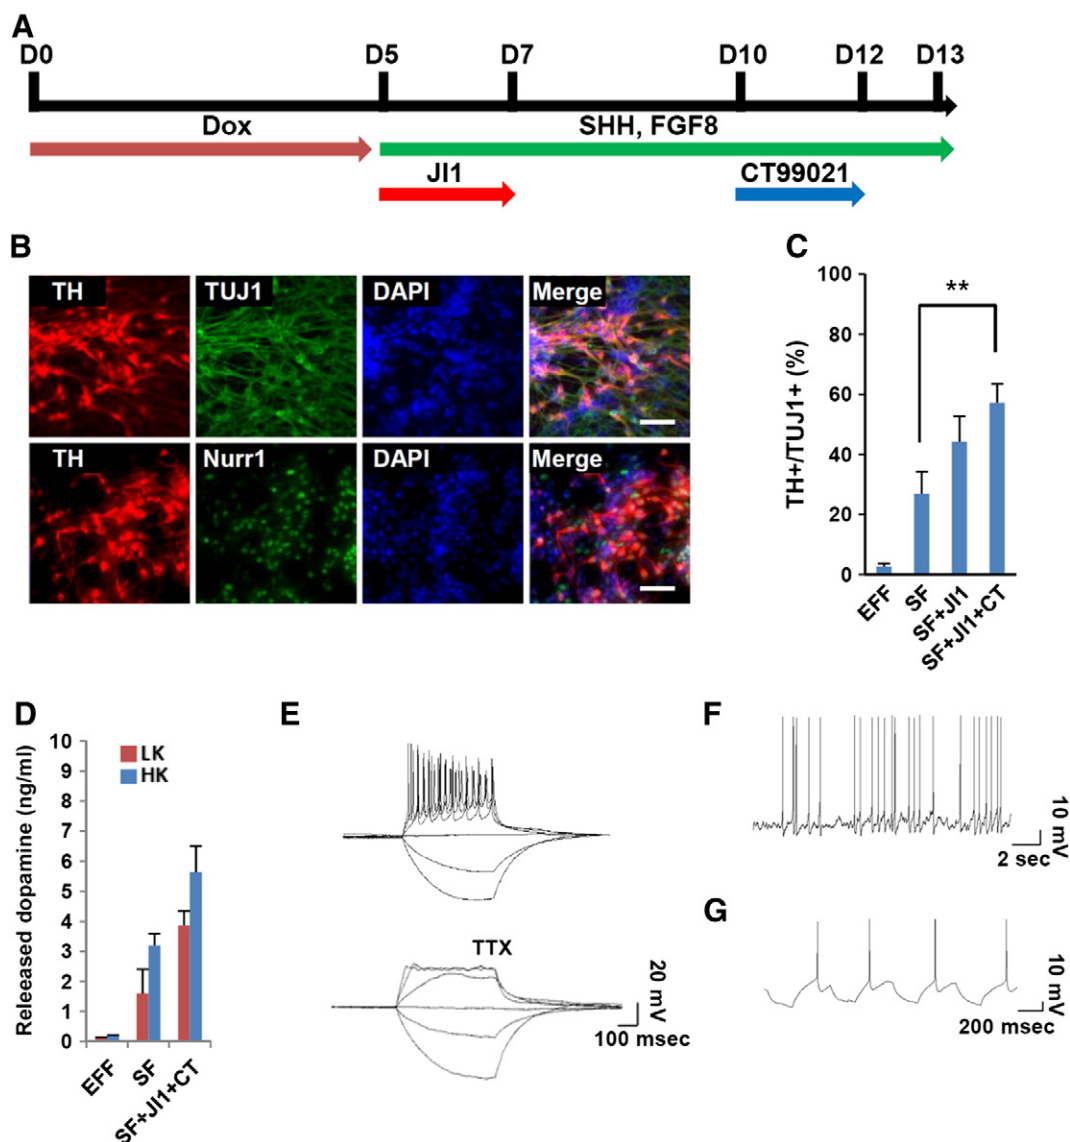 A
D0 D5 D7 D10 D12 D13
Dox SHH, FGF8
JI1 CT99021
B
TH TUJ1 DAPI Merge
TH Nurr1 DAPI Merge
C
TH+/TUJ1+ (%)
100
80
60
40
20
0
**
EFF SF SF+JI1 SF+JI1+CT
D
Releeased dopamine (ng/ml)
10
9
8
7
6
5
4
3
2
1
0
LK
HK
EFF SF SF+JI1+CT
E
TTX
20 mV
100 msec
F
10 mV
2 sec
G
10 mV
200 msec